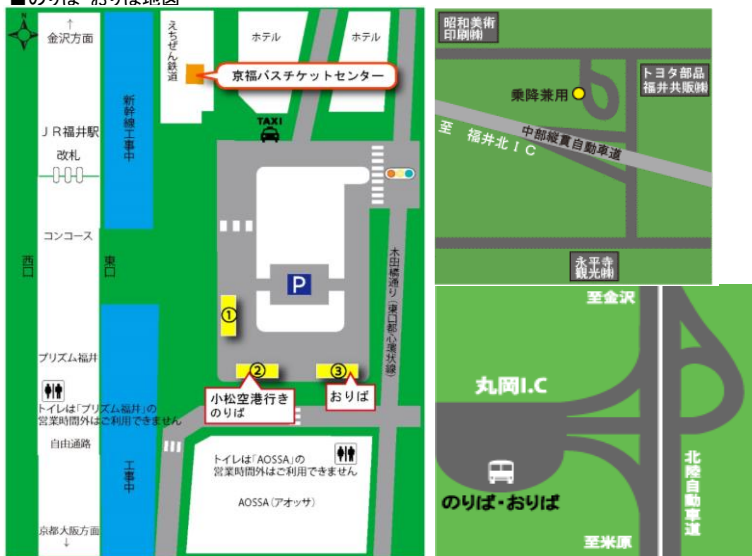 ■のりば・おりば地図
↑
金沢方面
えちぜん鉄道
ホテル
ホテル
京福バスチケットセンター
新幹線工事中
TAXI
JR福井駅
改札
コンコース
西口
東口
P
木田橋通り(東口都心環状線)
①
②
③
小松空港行き
のりば
おりば
プリズム福井
トイレは「プリズム福井」の
営業時間外はご利用できません
自由通路
工事中
トイレは「AOSSA」の
営業時間外はご利用できません
AOSSA(アオッサ)
京都大阪方面
↓
昭和美術
印刷㈱
トヨタ部品
福井共販㈱
乗降兼用
中部縦貫自動車道
至 福井北IC
永平寺
観光㈱
至金沢
丸岡I.C
のりば・おりば
北陸自動車道
至米原